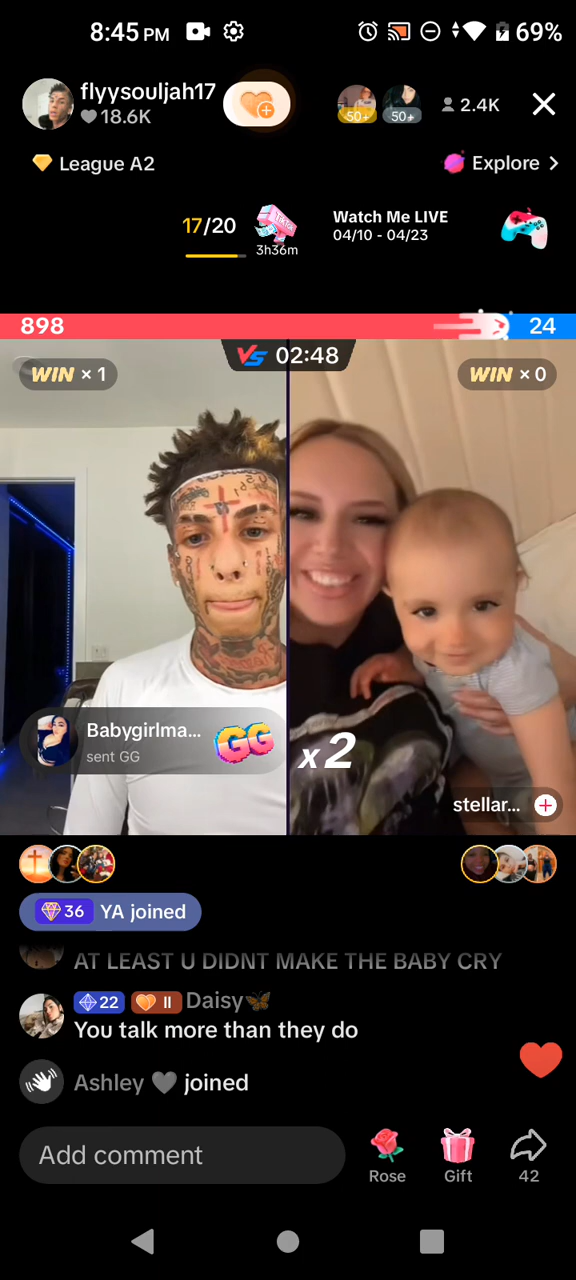 8:45 PM
69%
flyysouljah17
18.6K
50+
50+
2.4K
League A2
Explore >
17/20
TikTok
3h36m
Watch Me LIVE
04/10 - 04/23
898
24
VS 02:48
WIN × 1
WIN × 0
Babygirlma...
sent GG
GG
x2
stellar...
36 YA joined
AT LEAST U DIDNT MAKE THE BABY CRY
22 II Daisy🦋
You talk more than they do
Ashley 🩶 joined
Add comment
Rose
Gift
42